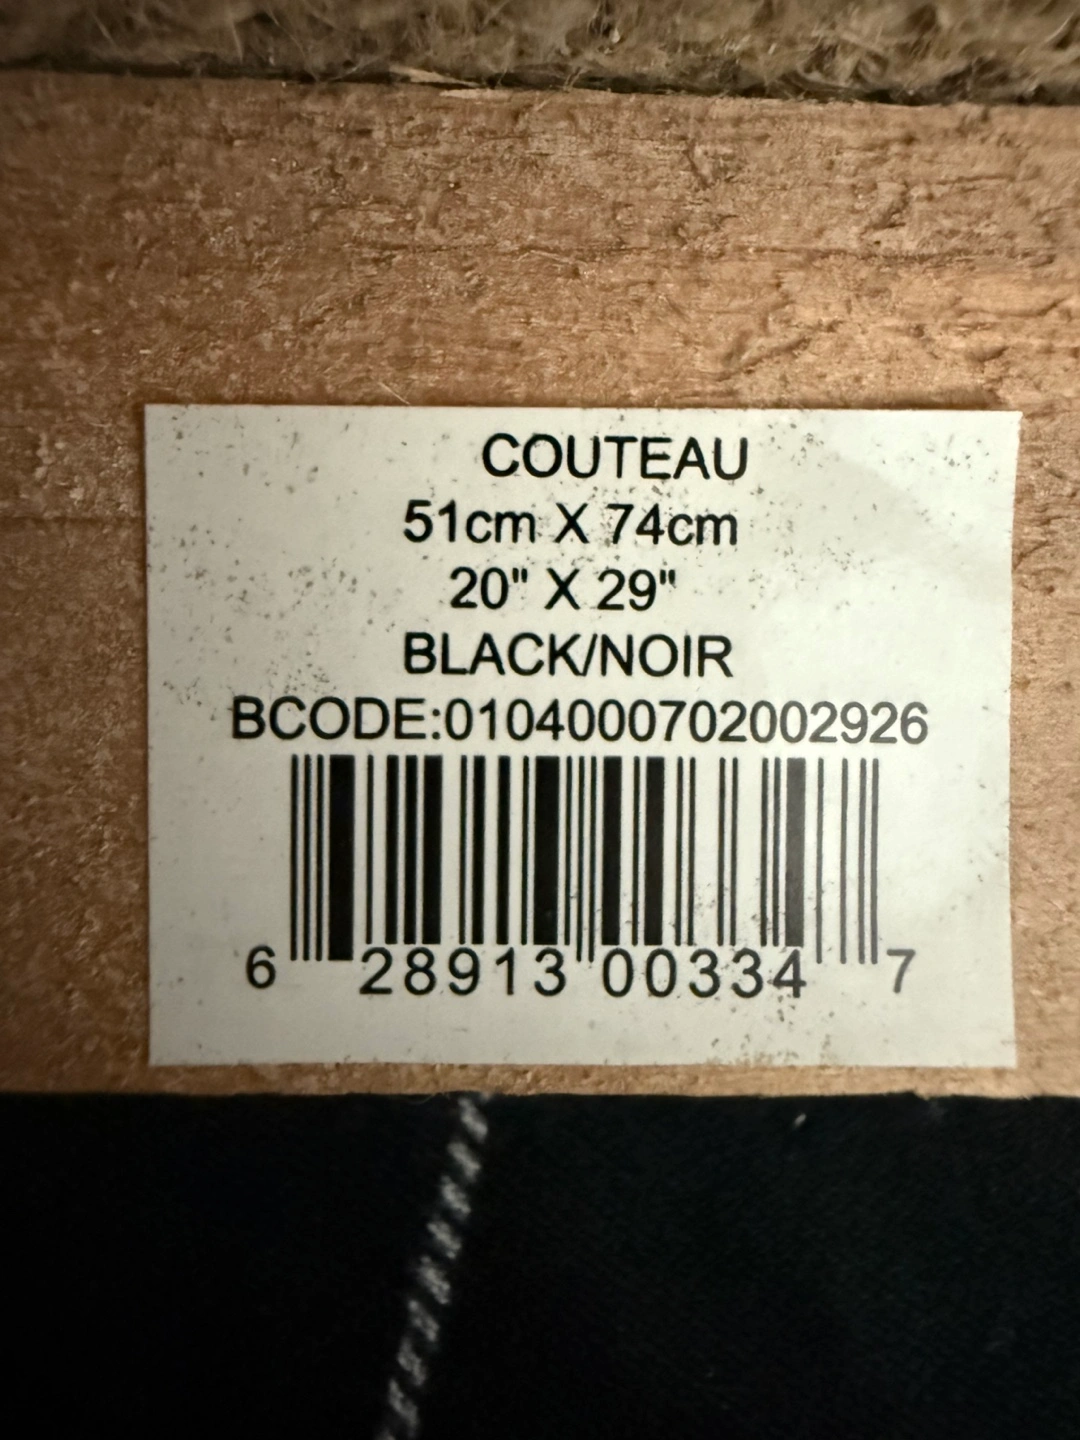 COUTEAU
51cm X 74cm
20" X 29"
BLACK/NOIR
BCODE:0104000702002926
6 28913 00334 7